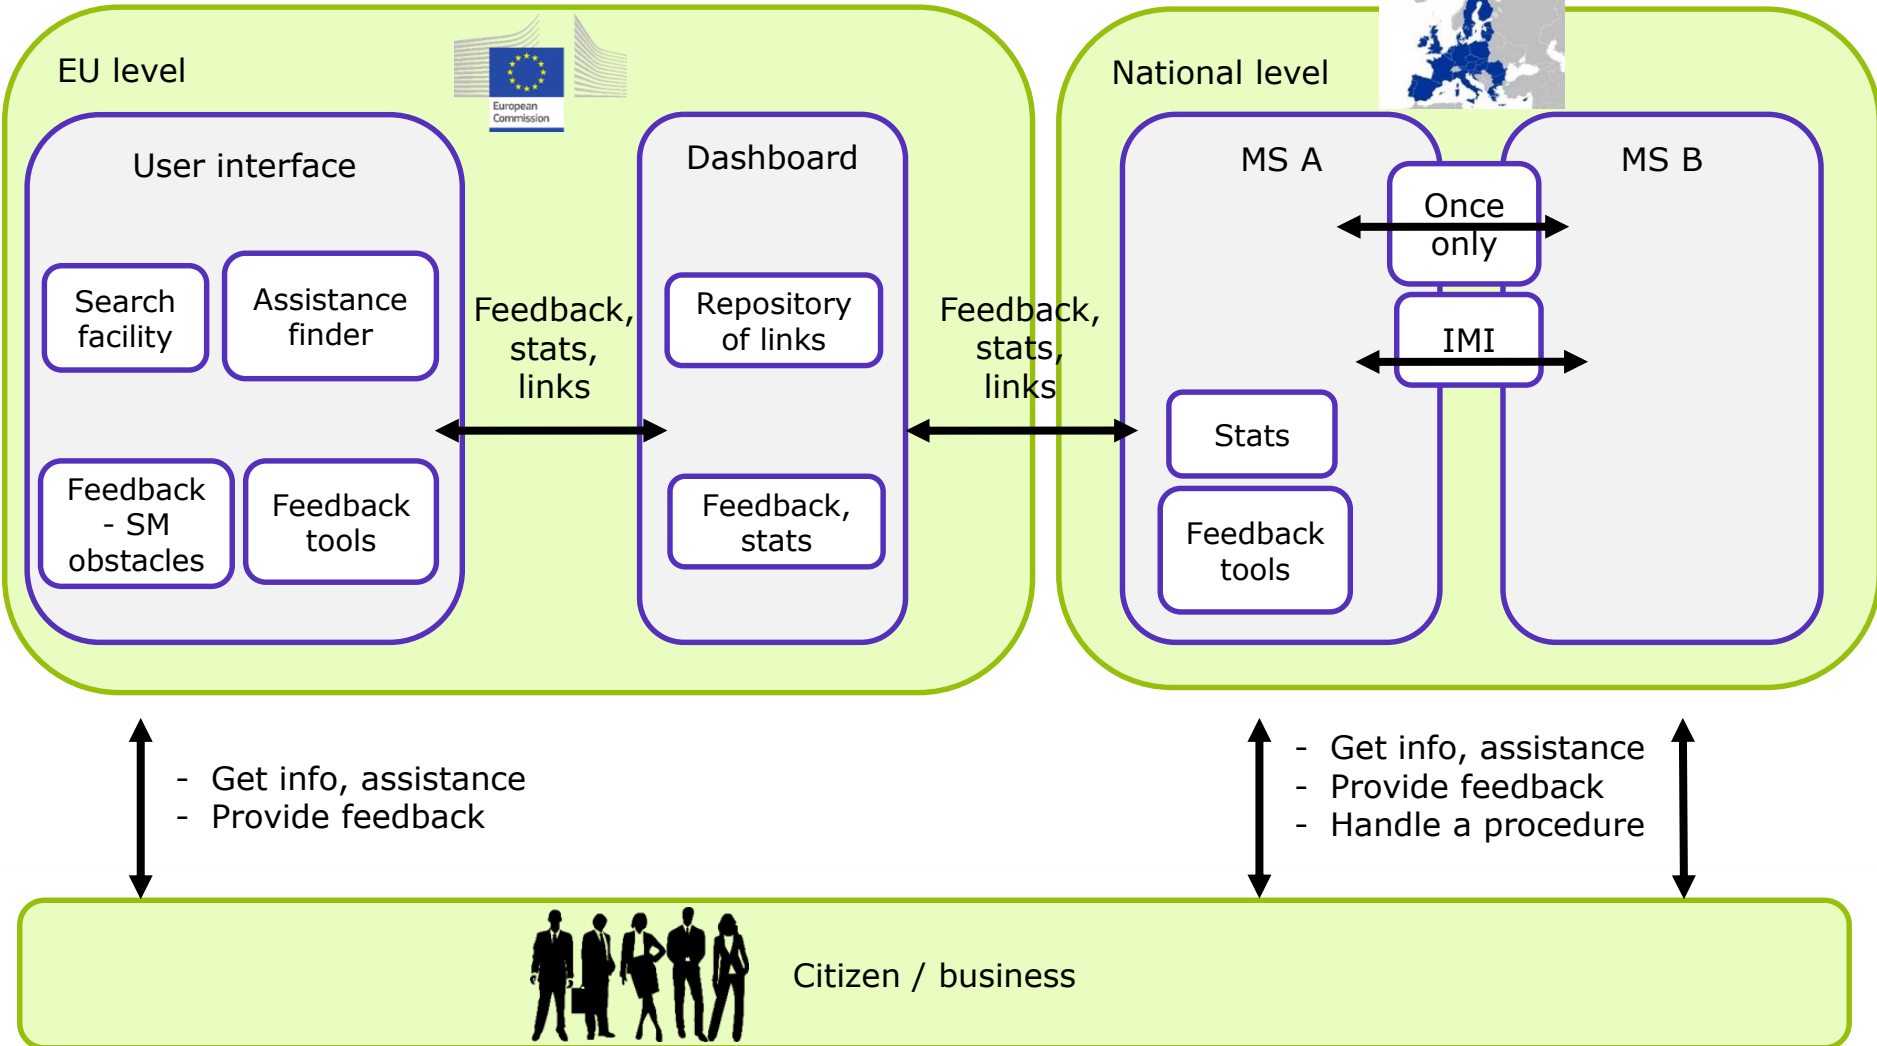 EU level
European
Commission
User interface
Search
facility
Assistance
finder
Feedback
- SM
obstacles
Feedback
tools
Feedback,
stats,
links
Dashboard
Repository
of links
Feedback,
stats
Feedback,
stats,
links
National level
MS A
MS B
Once
only
IMI
Stats
Feedback
tools
- Get info, assistance
- Provide feedback
- Get info, assistance
- Provide feedback
- Handle a procedure
Citizen / business